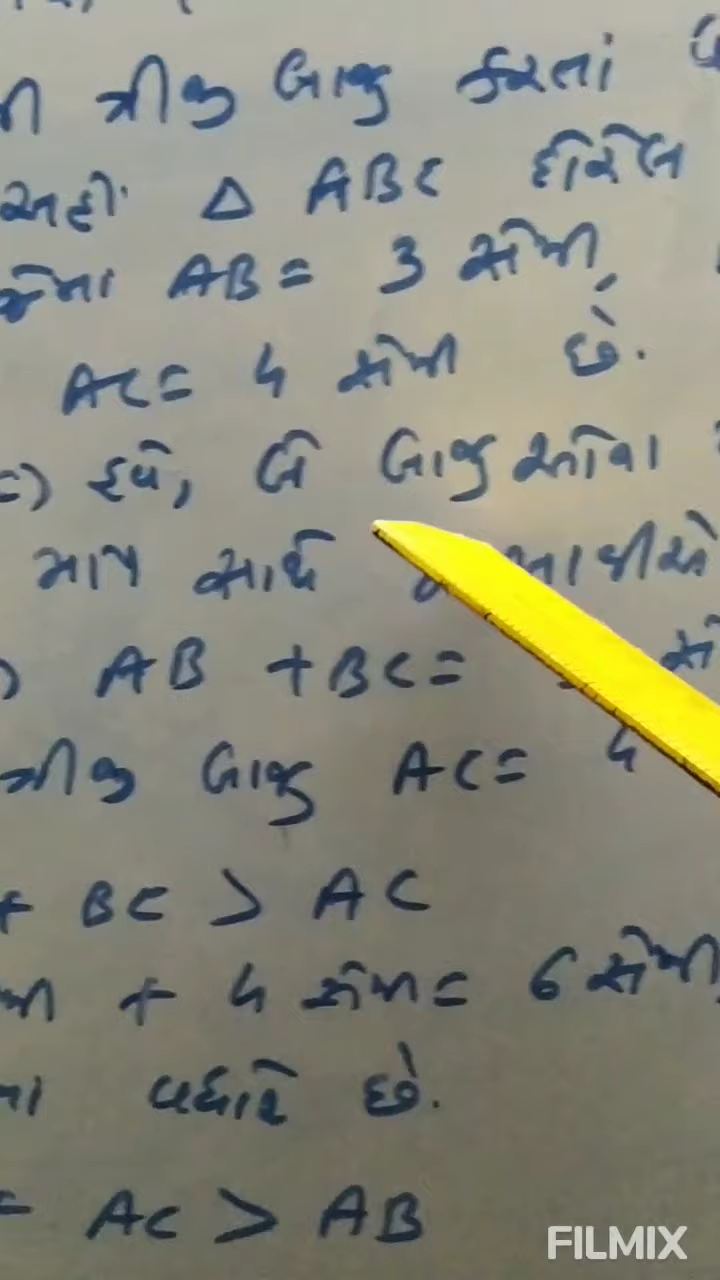 ત્રીજી બાજુ કરતાં
અહીં △ ABC દોરેલ
જેમાં AB = 3 સેમી,
AC = 4 સેમી છે.
હવે, બે બાજુઓના
માપ સાથે
AB + BC =
ત્રીજી બાજુ AC = 4
+ BC > AC
+ 4 સેમી = 6 સેમી
વધારે છે.
= AC > AB
FILMIX